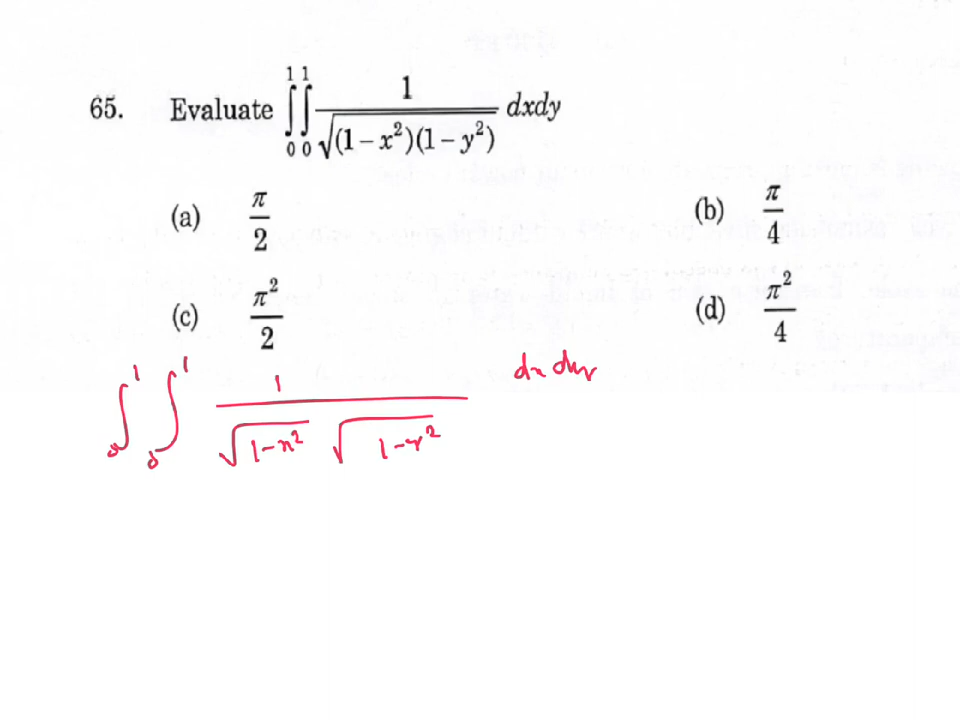 65. Evaluate ∫₀¹∫₀¹ 1/√((1−x²)(1−y²)) dxdy
(a) π/2 (b) π/4
(c) π²/2 (d) π²/4
∫₀¹ ∫₀¹ 1/(√(1−x²) √(1−y²)) dx dy